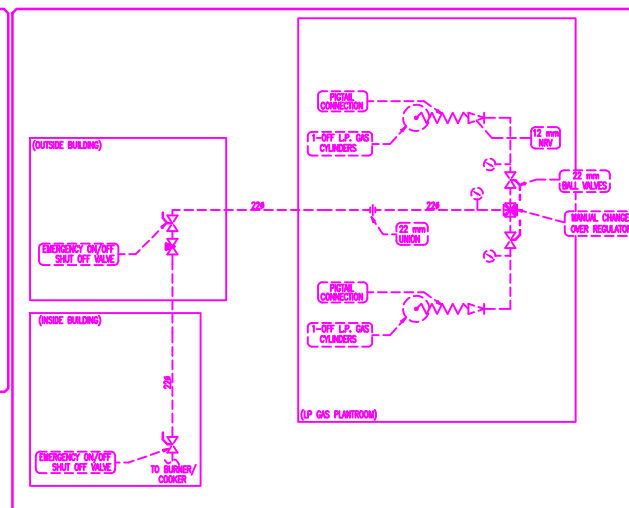 PIGTAIL
CONNECTION
1-OFF L.P. GAS
CYLINDERS
12 mm
NRV
(OUTSIDE BUILDING)
22 mm
BALL VALVES
22ø
22ø
MANUAL CHANGE
OVER REGULATOR
22 mm
UNION
EMERGENCY ON/OFF
SHUT OFF VALVE
PIGTAIL
CONNECTION
(INSIDE BUILDING)
1-OFF L.P. GAS
CYLINDERS
22ø
(LP GAS PLANTROOM)
EMERGENCY ON/OFF
SHUT OFF VALVE
TO BURNER/
COOKER